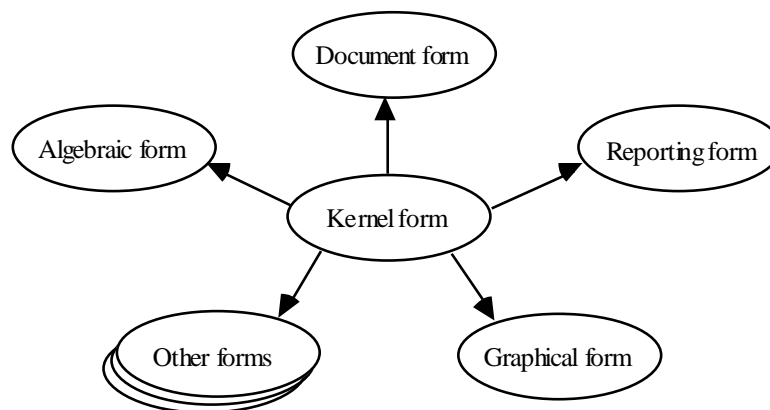 Document form
Algebraic form
Reporting form
Kernel form
Other forms
Graphical form